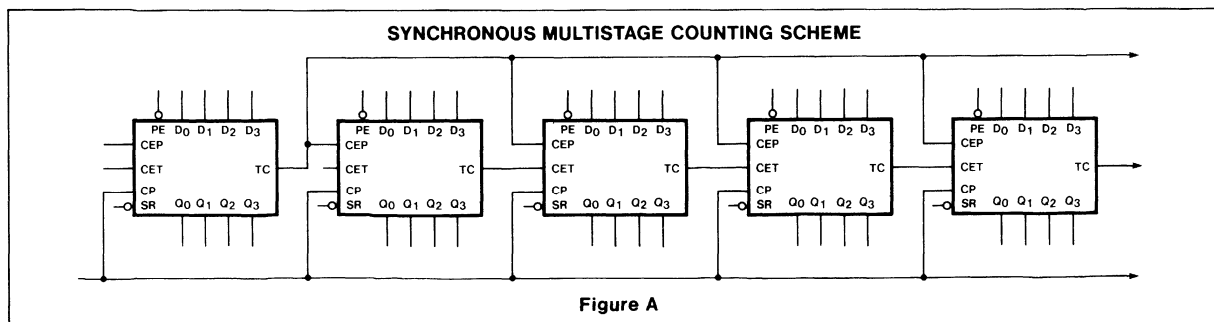 SYNCHRONOUS MULTISTAGE COUNTING SCHEME
PE D0 D1 D2 D3
CEP
CET TC
CP
SR Q0 Q1 Q2 Q3
PE D0 D1 D2 D3
CEP
CET TC
CP
SR Q0 Q1 Q2 Q3
PE D0 D1 D2 D3
CEP
CET TC
CP
SR Q0 Q1 Q2 Q3
PE D0 D1 D2 D3
CEP
CET TC
CP
SR Q0 Q1 Q2 Q3
PE D0 D1 D2 D3
CEP
CET TC
CP
SR Q0 Q1 Q2 Q3
Figure A